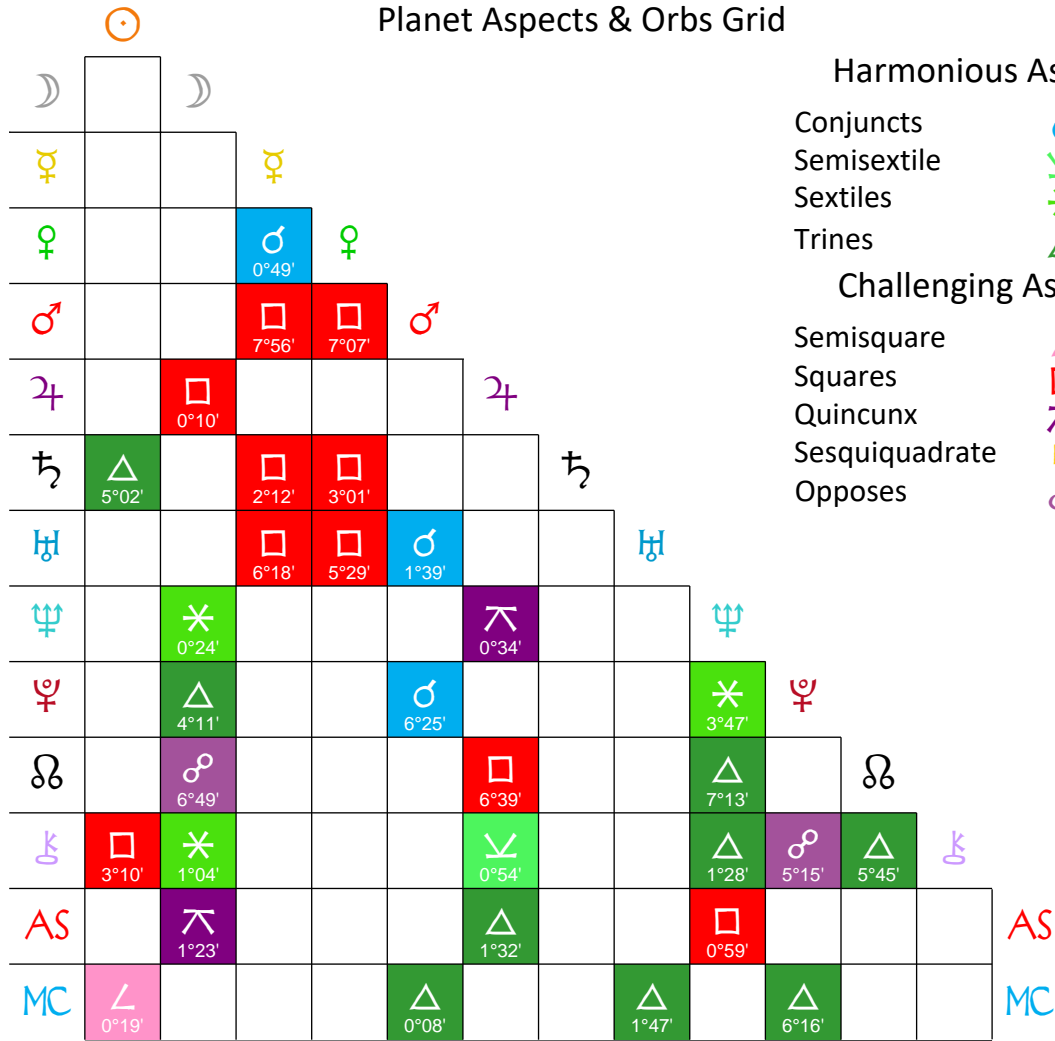 ☉ Planet Aspects & Orbs Grid
Harmonious As
☽ ☽
Conjuncts ☌
Semisextile ⚺
☿ ☿
Sextiles ⚹
Trines △
♀ ☌ 0°49' ♀
Challenging As
♂ □ 7°56' □ 7°07' ♂
Semisquare ∠
Squares □
♃ □ 0°10' ♃
Quincunx ⚻
Sesquiquadrate
♄ △ 5°02' □ 2°12' □ 3°01' ♄
Opposes ☍
♅ □ 6°18' □ 5°29' ☌ 1°39' ♅
♆ ⚹ 0°24' ⚻ 0°34' ♆
♇ △ 4°11' ☌ 6°25' ⚹ 3°47' ♇
☊ ☍ 6°49' □ 6°39' △ 7°13' ☊
⚷ □ 3°10' ⚹ 1°04' ⚺ 0°54' △ 1°28' ☍ 5°15' △ 5°45' ⚷
AS ⚻ 1°23' △ 1°32' □ 0°59' AS
MC ∠ 0°19' △ 0°08' △ 1°47' △ 6°16' MC